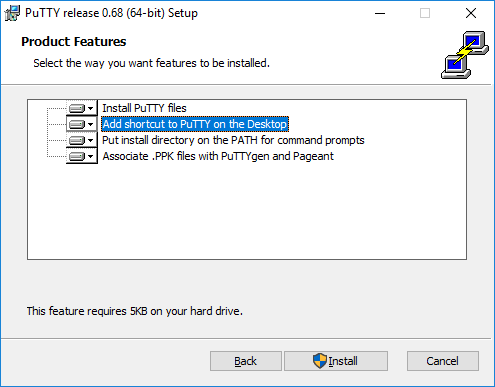 PuTTY release 0.68 (64-bit) Setup
Product Features
Select the way you want features to be installed.
Install PuTTY files
Add shortcut to PuTTY on the Desktop
Put install directory on the PATH for command prompts
Associate .PPK files with PuTTYgen and Pageant
This feature requires 5KB on your hard drive.
Back Install Cancel